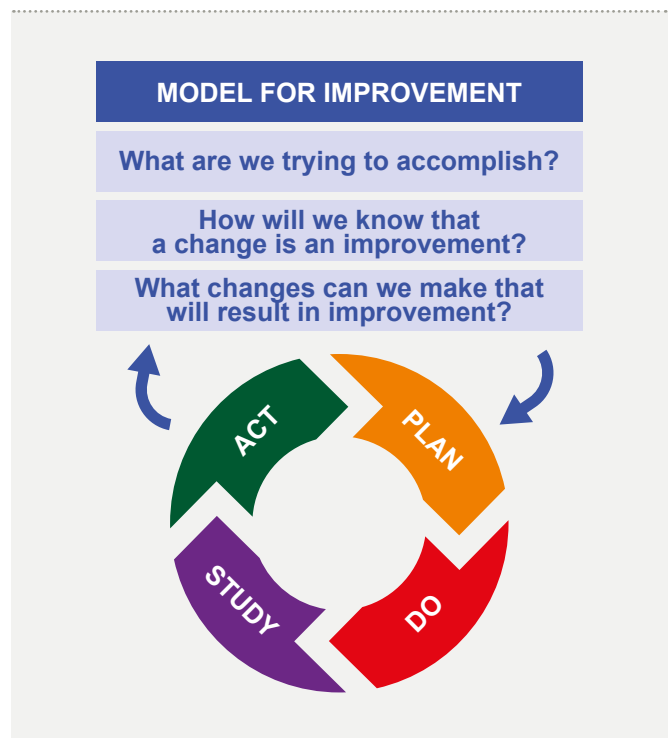 MODEL FOR IMPROVEMENT
What are we trying to accomplish?
How will we know that
a change is an improvement?
What changes can we make that
will result in improvement?
ACT
PLAN
STUDY
DO